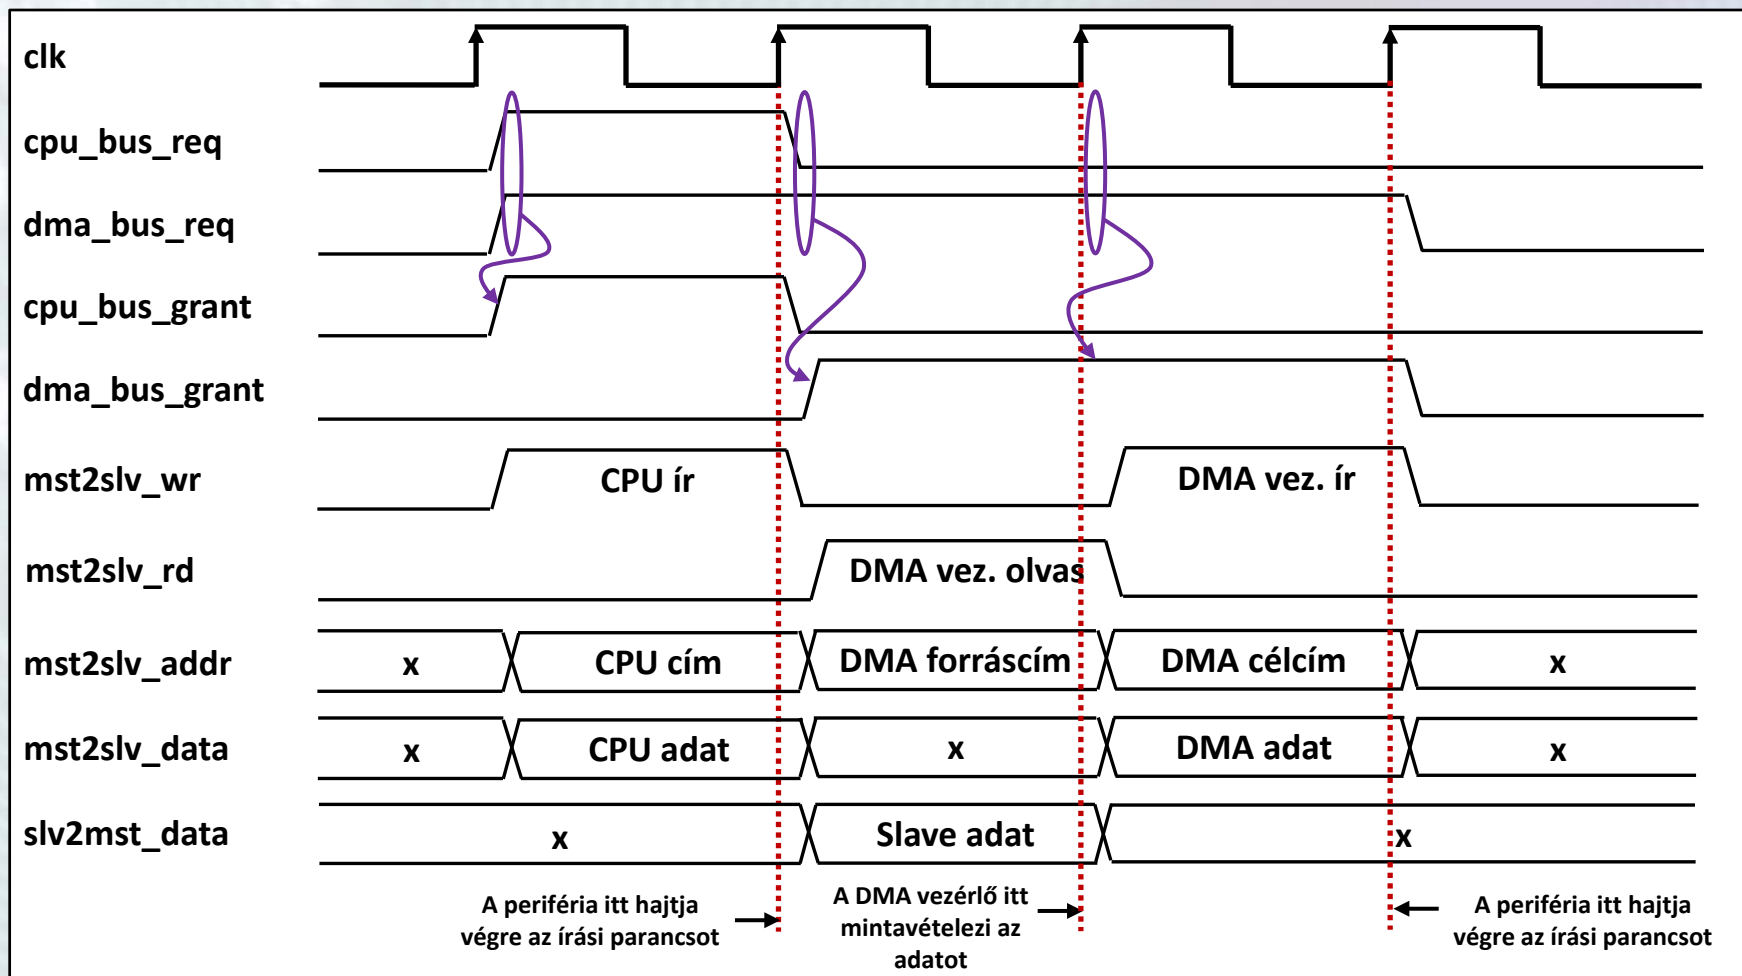 clk
cpu_bus_req
dma_bus_req
cpu_bus_grant
dma_bus_grant
mst2slv_wr
CPU ír
DMA vez. ír
mst2slv_rd
DMA vez. olvas
mst2slv_addr
x
CPU cím
DMA forráscím
DMA célcím
x
mst2slv_data
x
CPU adat
x
DMA adat
x
slv2mst_data
x
Slave adat
x
A periféria itt hajtja
végre az írási parancsot
A DMA vezérlő itt
mintavételezi az
adatot
A periféria itt hajtja
végre az írási parancsot